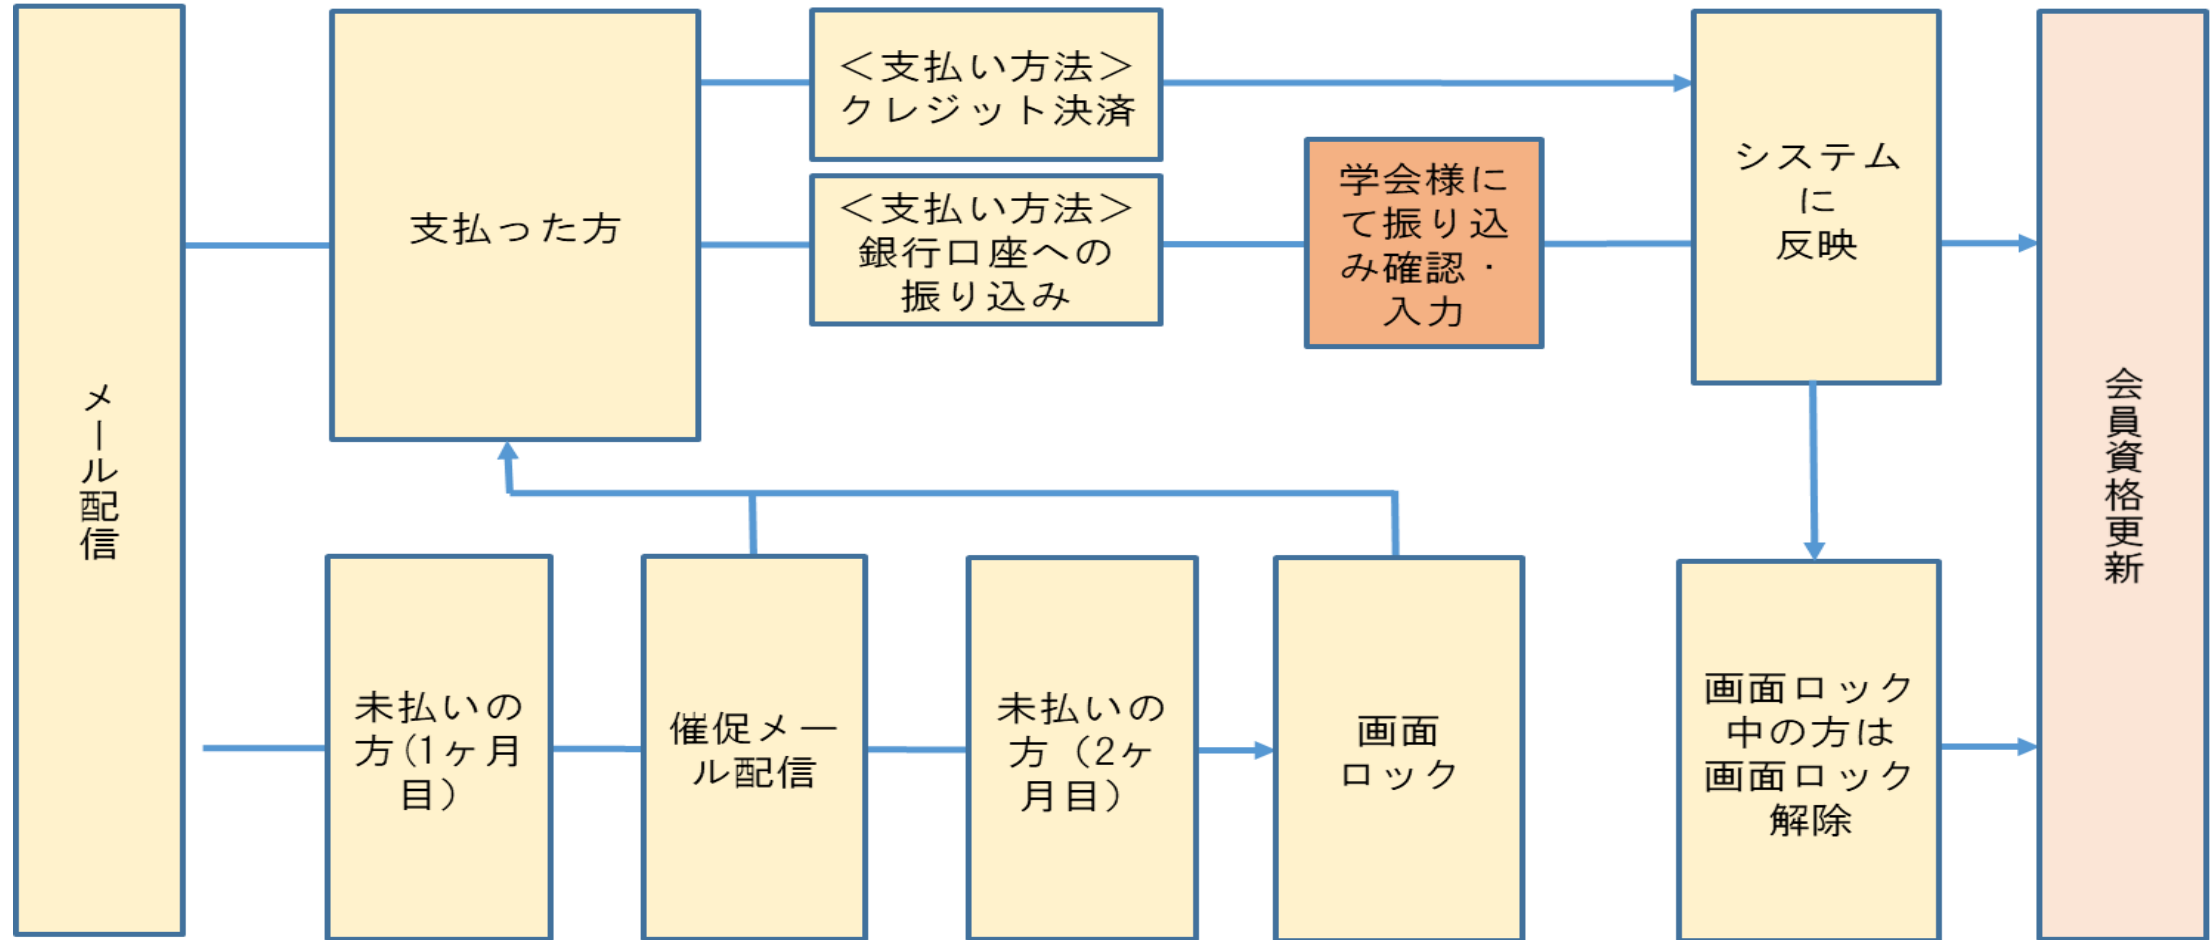 メール配信
支払った方
＜支払い方法＞
クレジット決済
＜支払い方法＞
銀行口座への
振り込み
学会様に
て振り込
み確認・
入力
システム
に
反映
会員資格更新
未払いの
方(1ヶ月
目）
催促メー
ル配信
未払いの
方（2ヶ
月目）
画面
ロック
画面ロック
中の方は
画面ロック
解除